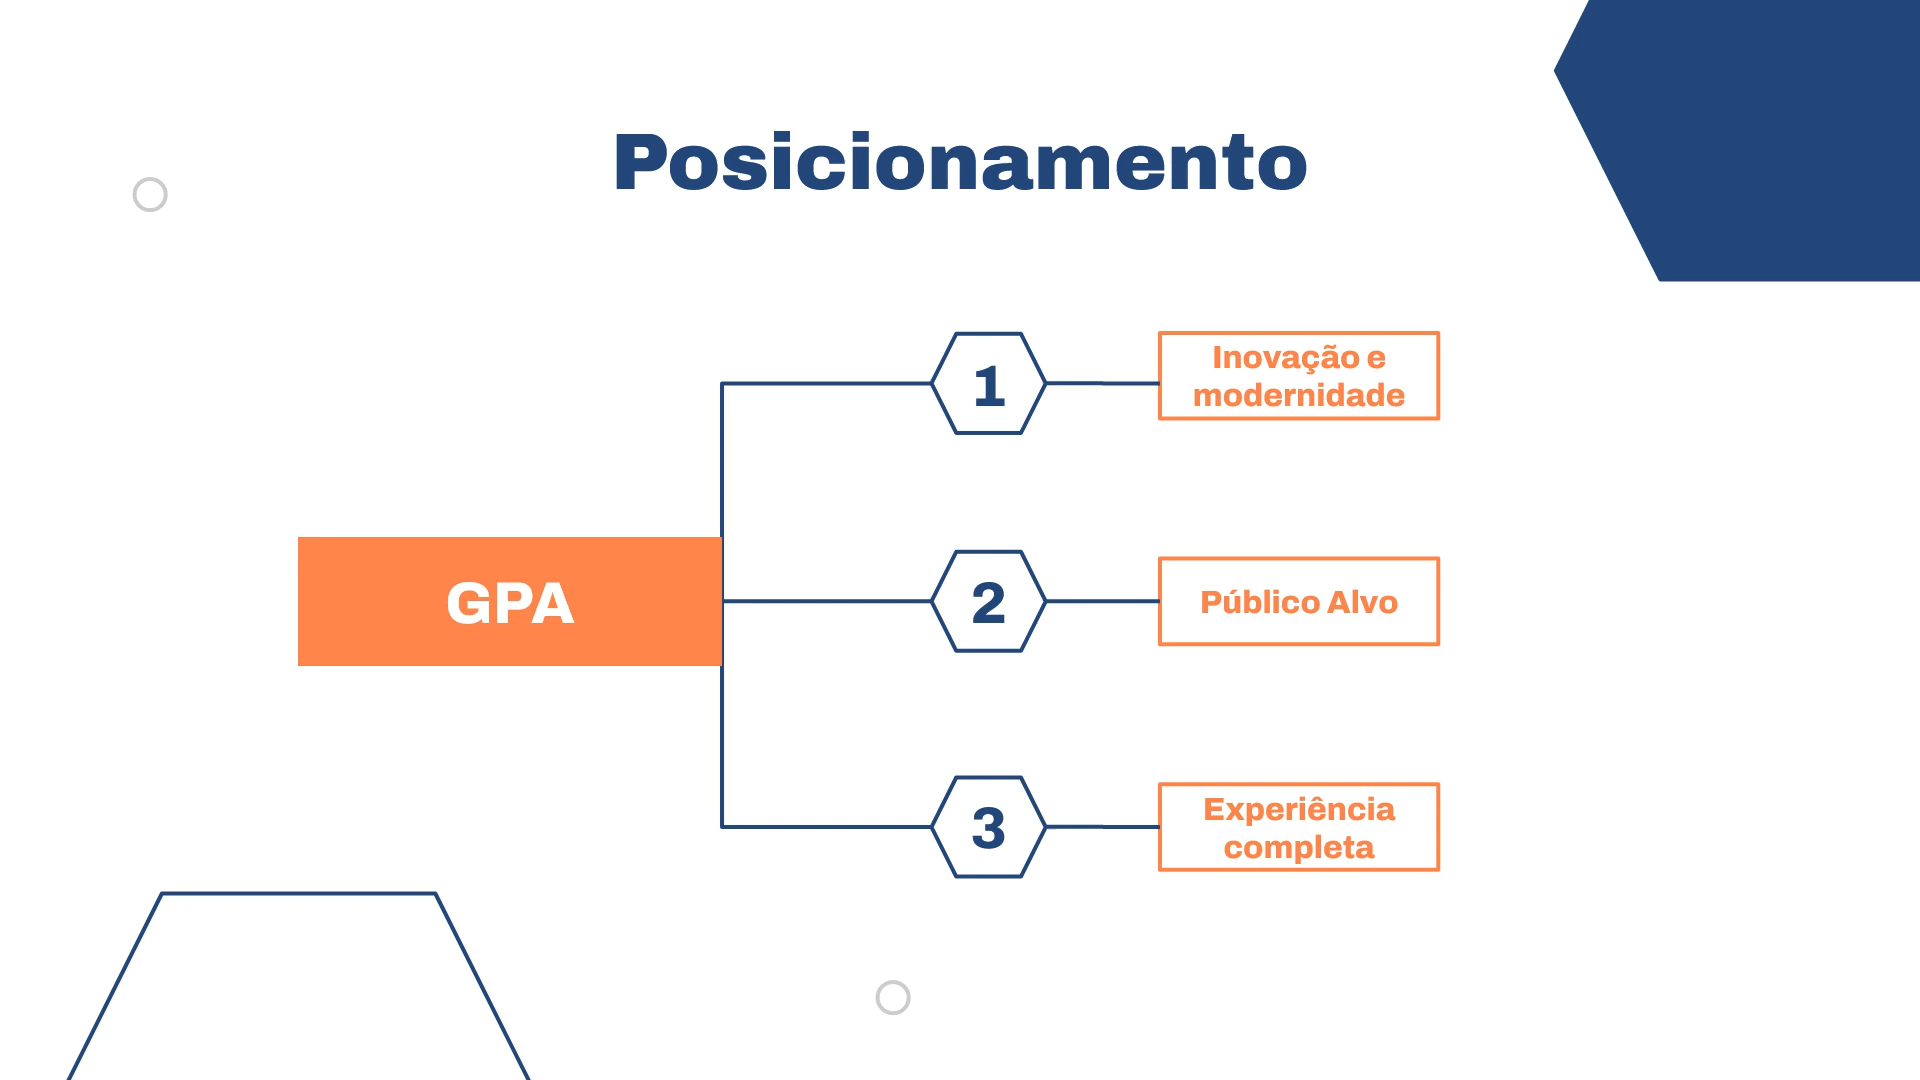 Posicionamento
GPA
1
Inovação e
modernidade
2
Público Alvo
3
Experiência
completa